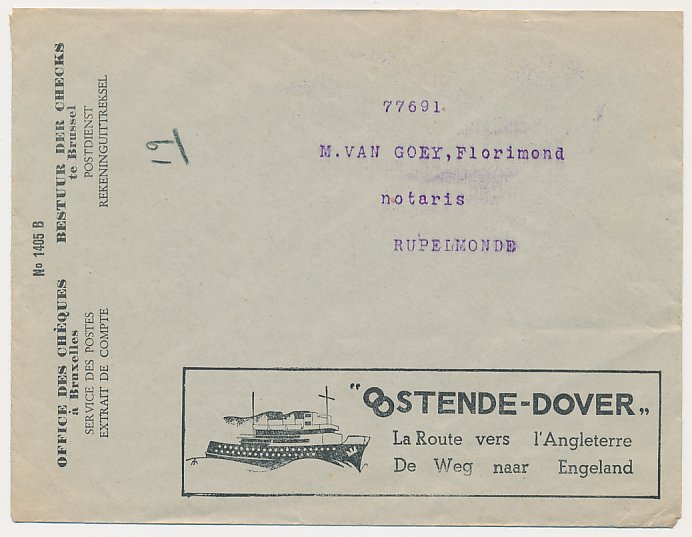 No 1405 B
OFFICE DES CHÈQUES
à Bruxelles
SERVICE DES POSTES
EXTRAIT DE COMPTE
BESTUUR DER CHECKS
te Brussel
POSTDIENST
REKENINGUITTREKSEL
19
77691
M.VAN GOEY,Florimond
notaris
RUPELMONDE
"OOSTENDE-DOVER"
La Route vers l'Angleterre
De Weg naar Engeland